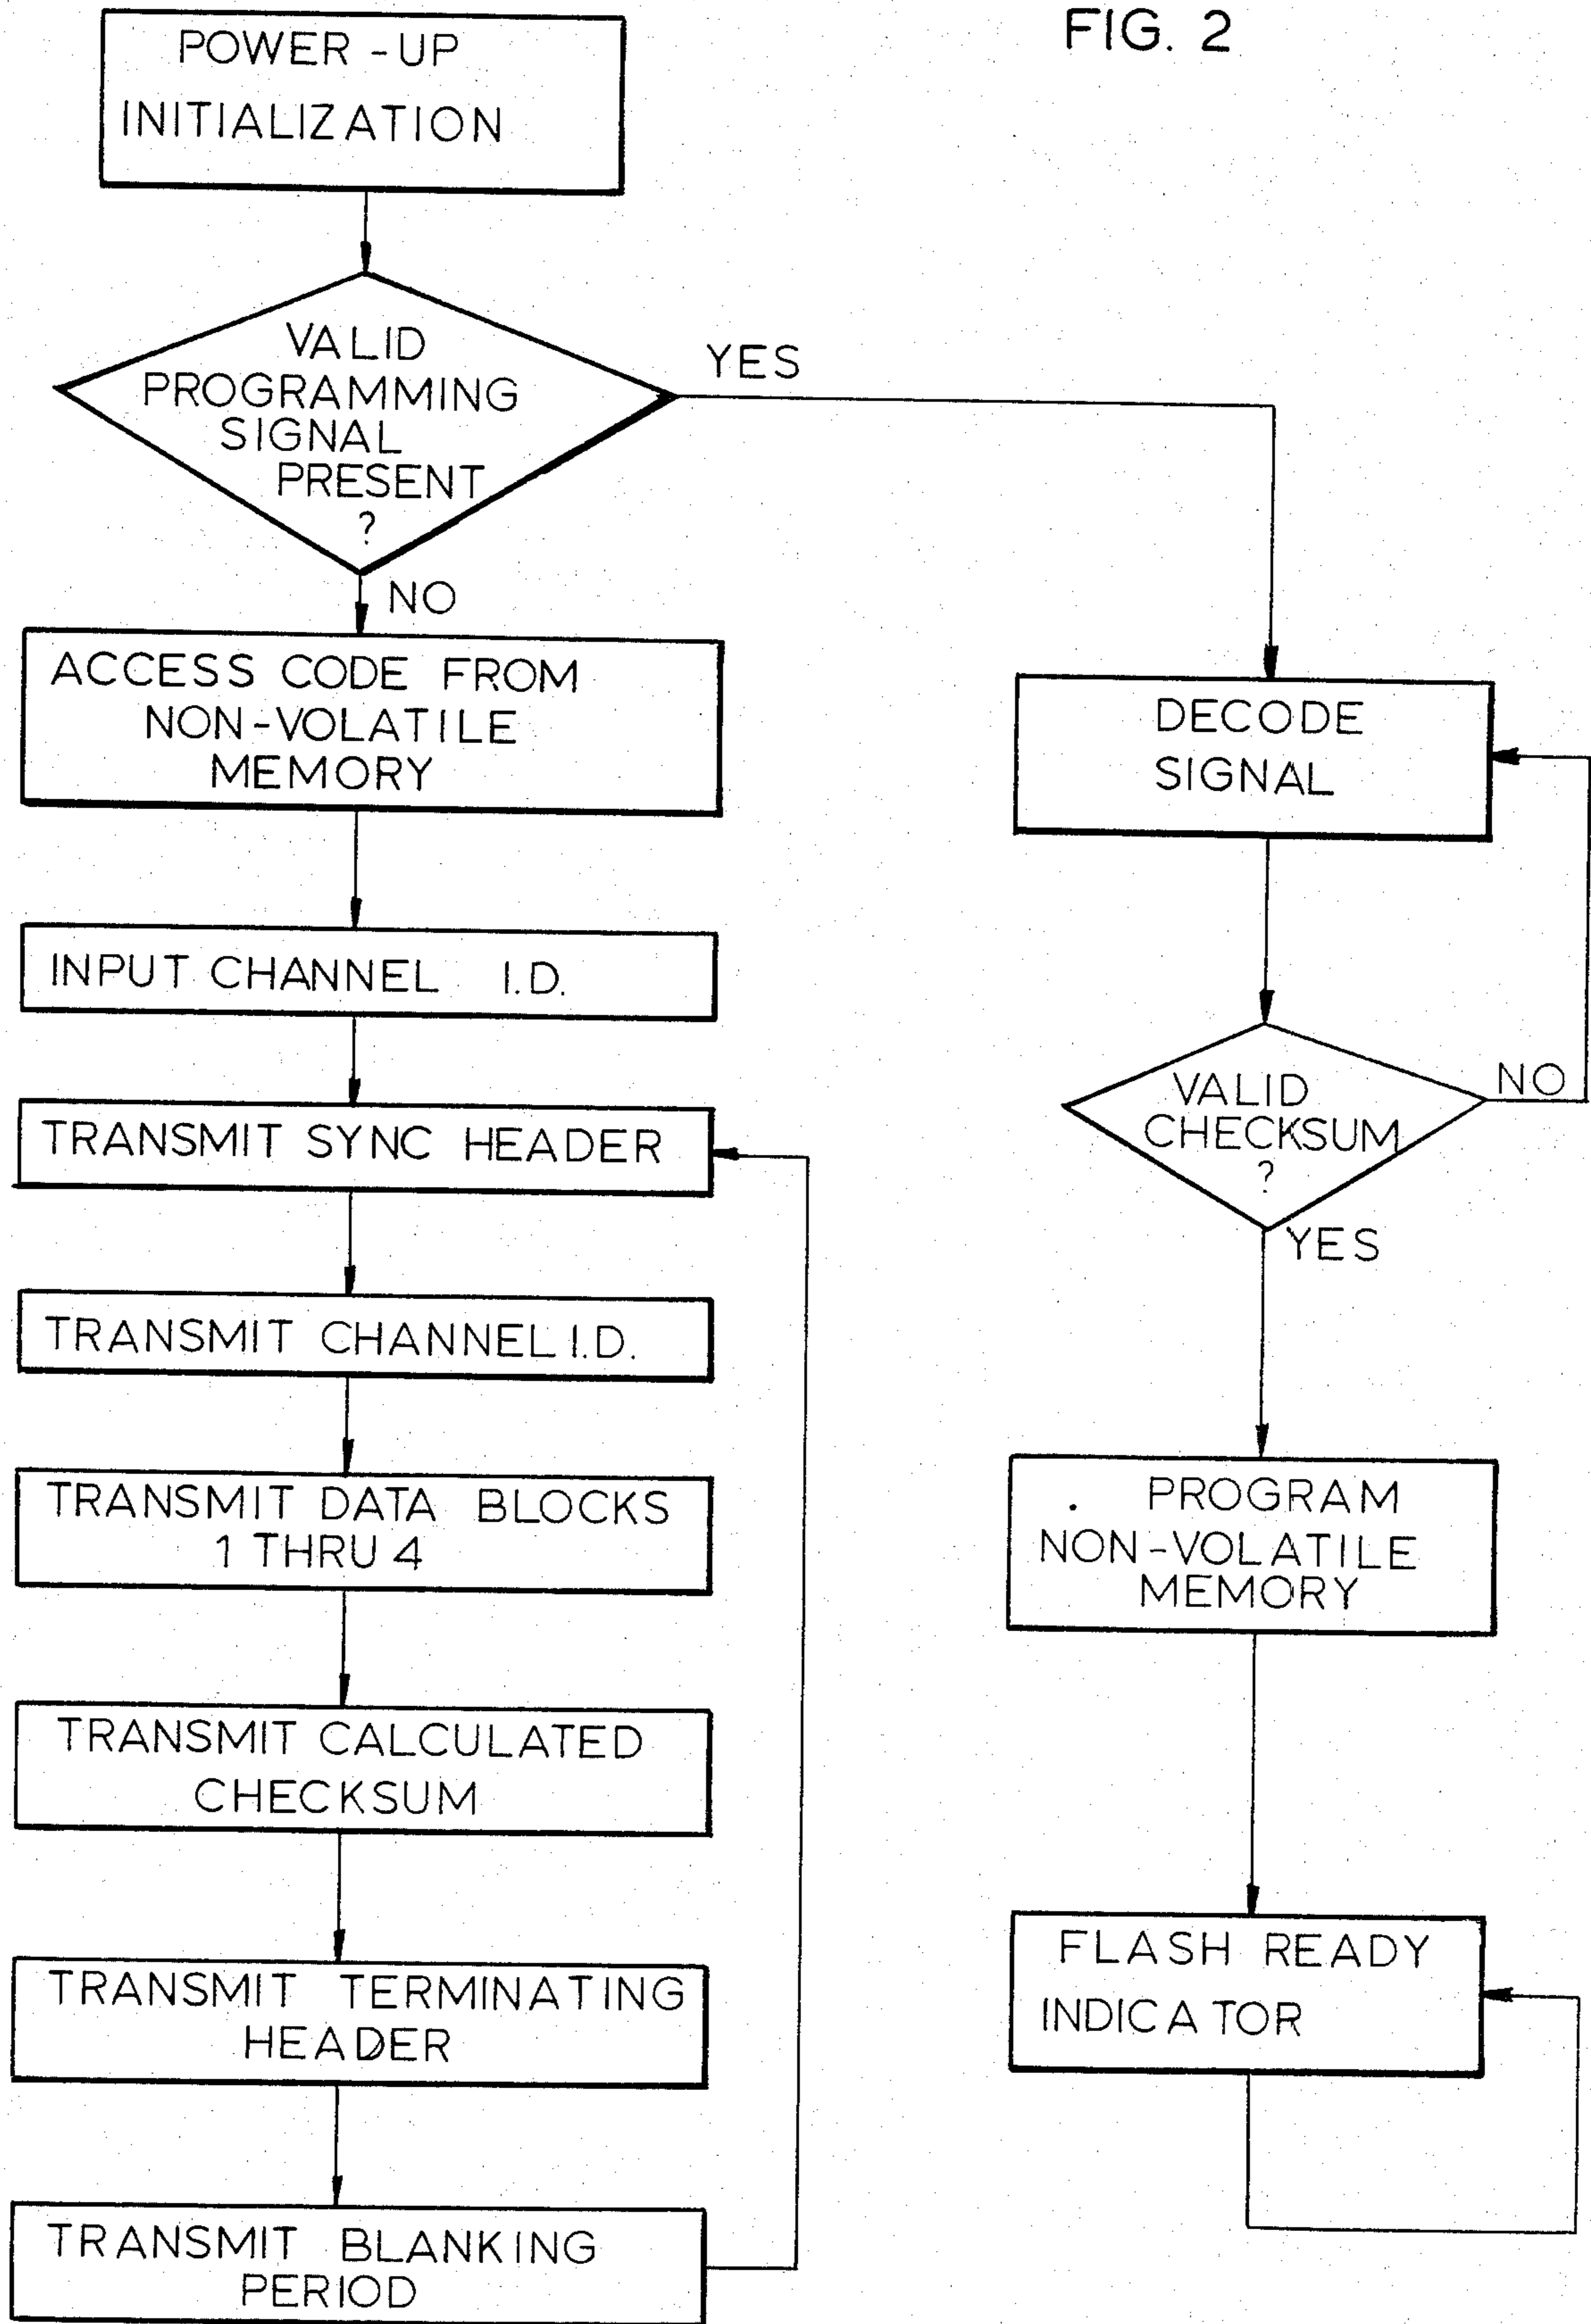 FIG. 2
POWER-UP
INITIALIZATION
VALID
PROGRAMMING
SIGNAL
PRESENT
?
YES
NO
ACCESS CODE FROM
NON-VOLATILE
MEMORY
INPUT CHANNEL I.D.
TRANSMIT SYNC HEADER
TRANSMIT CHANNEL I.D.
TRANSMIT DATA BLOCKS
1 THRU 4
TRANSMIT CALCULATED
CHECKSUM
TRANSMIT TERMINATING
HEADER
TRANSMIT BLANKING
PERIOD
DECODE
SIGNAL
VALID
CHECKSUM
?
NO
YES
PROGRAM
NON-VOLATILE
MEMORY
FLASH READY
INDICATOR